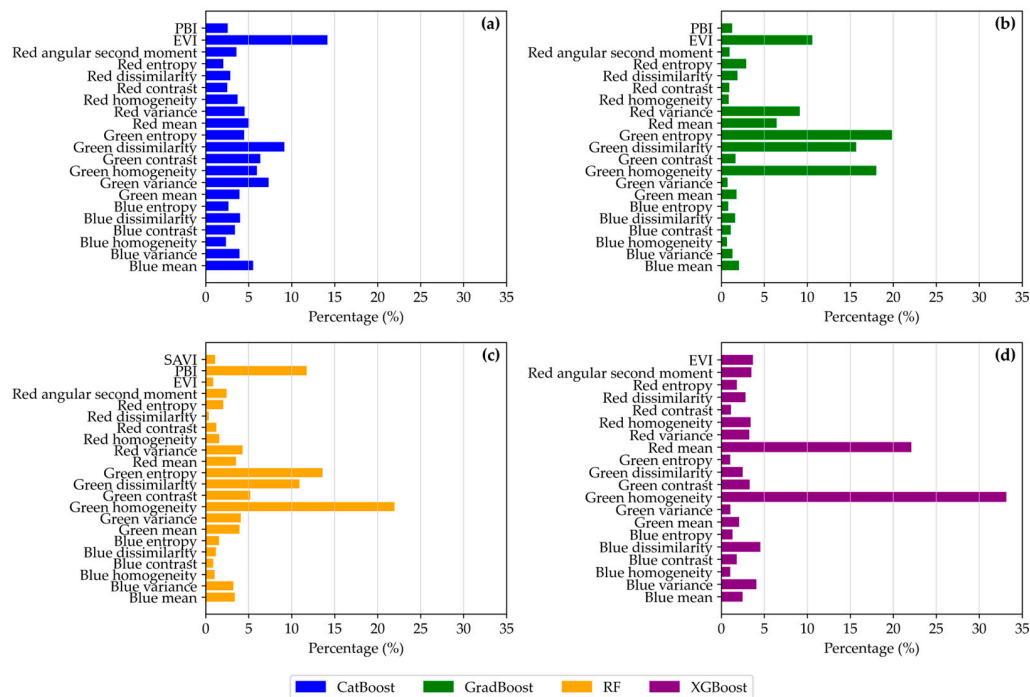 (a)
PBI
EVI
Red angular second moment
Red entropy
Red dissimilarity
Red contrast
Red homogeneity
Red variance
Red mean
Green entropy
Green dissimilarity
Green contrast
Green homogeneity
Green variance
Green mean
Blue entropy
Blue dissimilarity
Blue contrast
Blue homogeneity
Blue variance
Blue mean
0 5 10 15 20 25 30 35
Percentage (%)
(b)
PBI
EVI
Red angular second moment
Red entropy
Red dissimilarity
Red contrast
Red homogeneity
Red variance
Red mean
Green entropy
Green dissimilarity
Green contrast
Green homogeneity
Green variance
Green mean
Blue entropy
Blue dissimilarity
Blue contrast
Blue homogeneity
Blue variance
Blue mean
0 5 10 15 20 25 30 35
Percentage (%)
(c)
SAVI
PBI
EVI
Red angular second moment
Red entropy
Red dissimilarity
Red contrast
Red homogeneity
Red variance
Red mean
Green entropy
Green dissimilarity
Green contrast
Green homogeneity
Green variance
Green mean
Blue entropy
Blue dissimilarity
Blue contrast
Blue homogeneity
Blue variance
Blue mean
0 5 10 15 20 25 30 35
Percentage (%)
(d)
EVI
Red angular second moment
Red entropy
Red dissimilarity
Red contrast
Red homogeneity
Red variance
Red mean
Green entropy
Green dissimilarity
Green contrast
Green homogeneity
Green variance
Green mean
Blue entropy
Blue dissimilarity
Blue contrast
Blue homogeneity
Blue variance
Blue mean
0 5 10 15 20 25 30 35
Percentage (%)
CatBoost GradBoost RF XGBoost